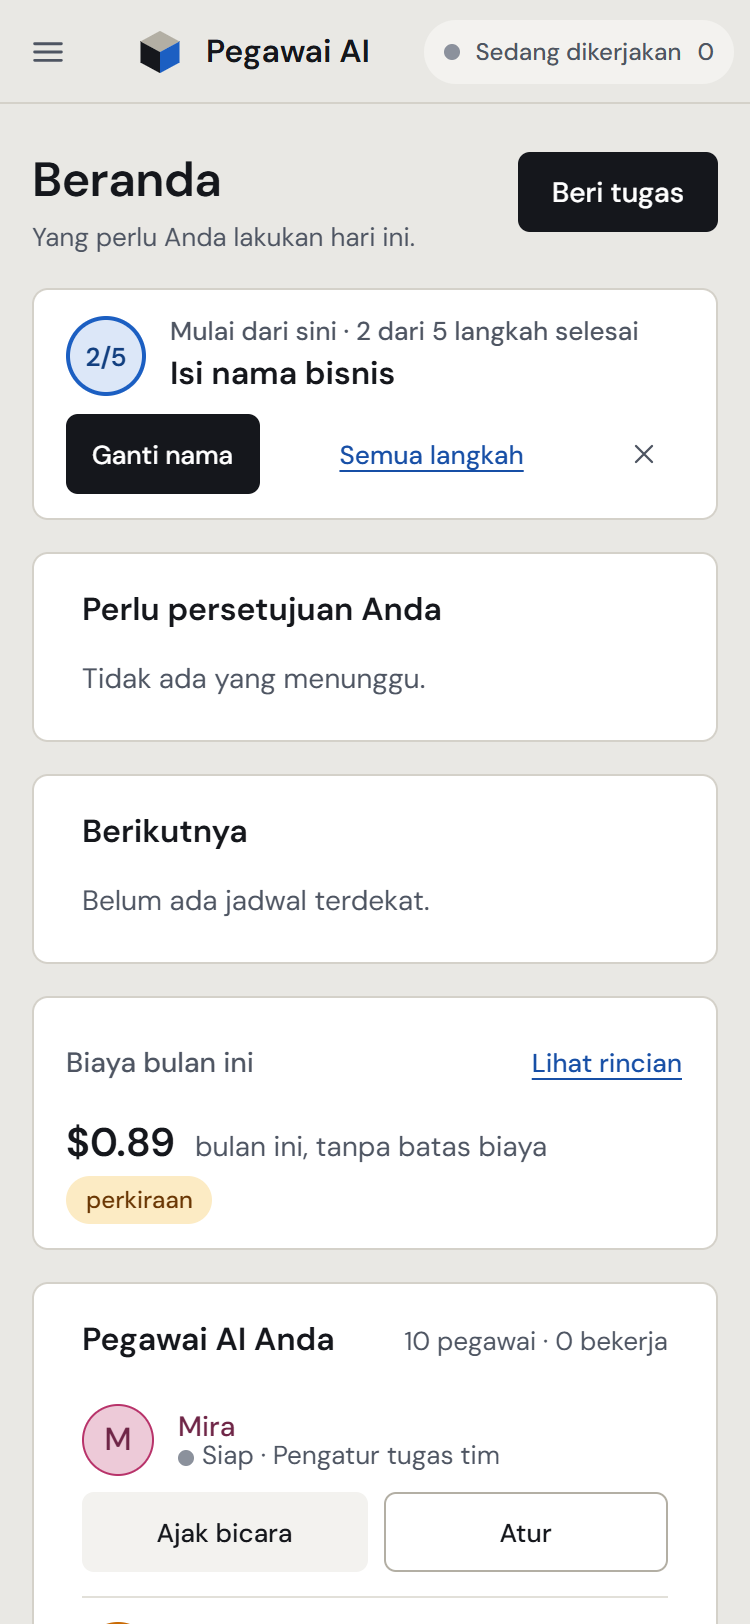 Pegawai AI
Sedang dikerjakan 0
Beranda
Beri tugas
Yang perlu Anda lakukan hari ini.
2/5
Mulai dari sini · 2 dari 5 langkah selesai
Isi nama bisnis
Ganti nama
Semua langkah
Perlu persetujuan Anda
Tidak ada yang menunggu.
Berikutnya
Belum ada jadwal terdekat.
Biaya bulan ini
Lihat rincian
$0.89 bulan ini, tanpa batas biaya
perkiraan
Pegawai AI Anda
10 pegawai · 0 bekerja
M
Mira
Siap · Pengatur tugas tim
Ajak bicara
Atur